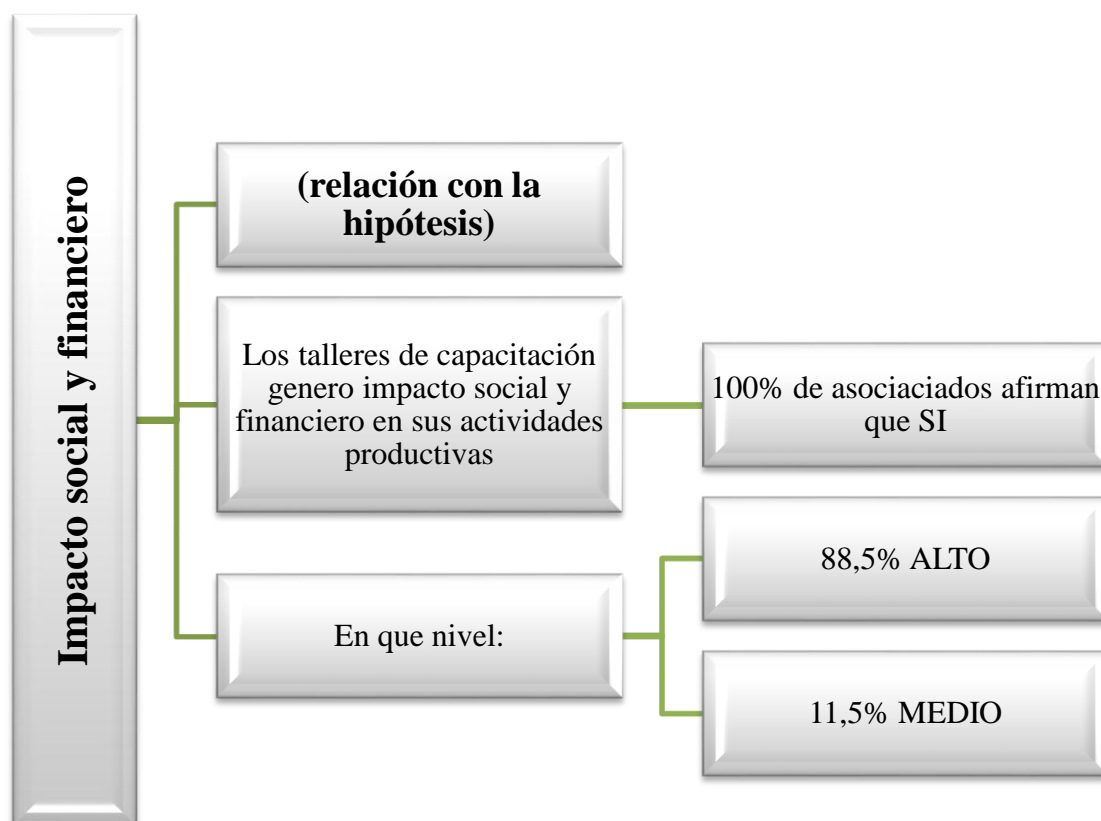 Impacto social y financiero
(relación con la
hipótesis)
Los talleres de capacitación
genero impacto social y
financiero en sus actividades
productivas
100% de asociaciados afirman
que SI
En que nivel:
88,5% ALTO
11,5% MEDIO